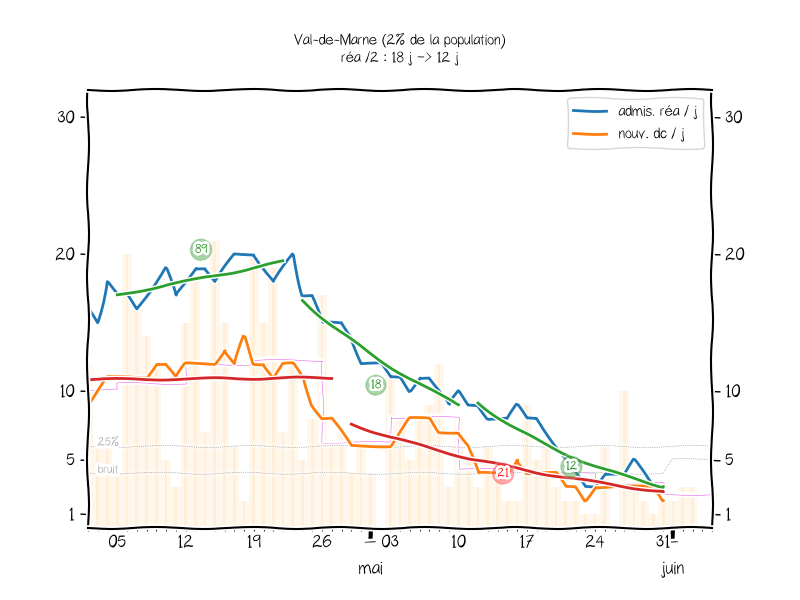 Val-de-Marne (2% de la population)
réa /2 : 18 j -> 12 j
admis. réa / j
nouv. dc / j
30
30
20
20
89
10
10
18
25%
5
5
bruit
21
12
1
1
05 12 19 26 03 10 17 24 31
mai juin